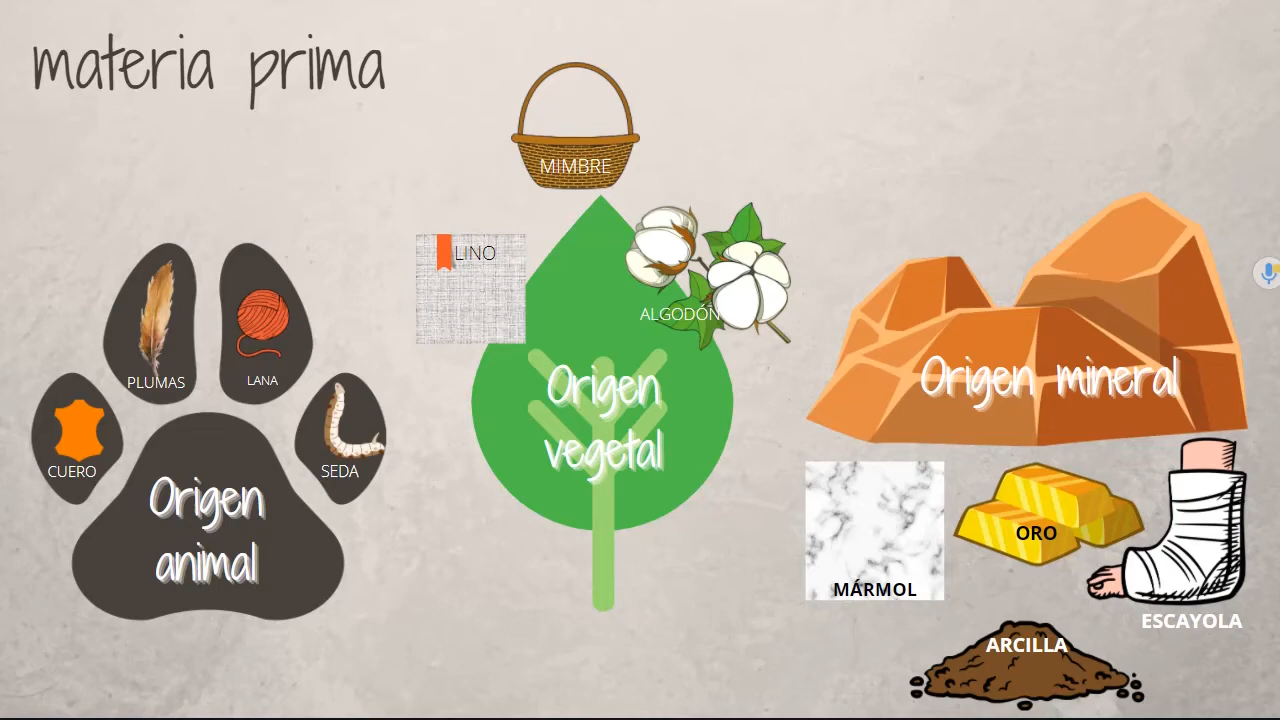 materia prima
PLUMAS
LANA
CUERO
SEDA
Origen
animal
MIMBRE
LINO
ALGODÓN
Origen
vegetal
Origen mineral
MÁRMOL
ORO
ESCAYOLA
ARCILLA